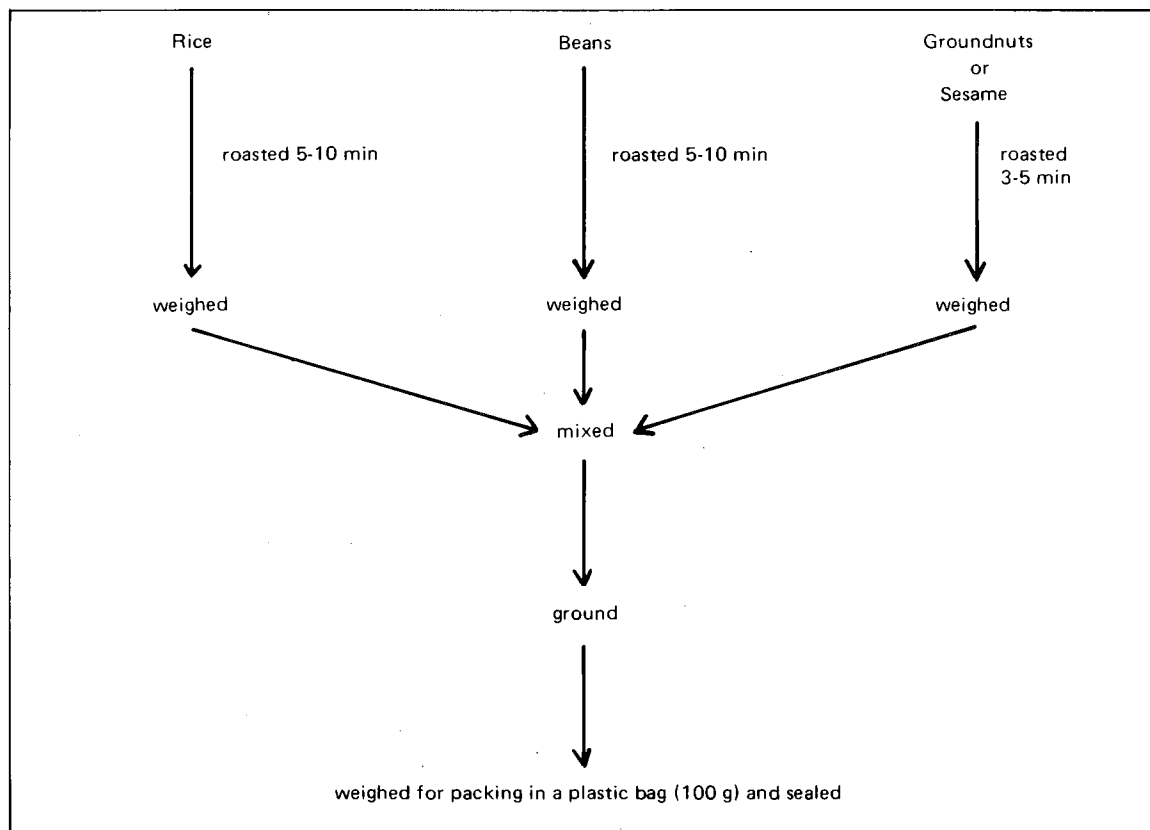 Rice
Beans
Groundnuts
or
Sesame
roasted 5-10 min
roasted 5-10 min
roasted
3-5 min
weighed
weighed
weighed
mixed
ground
weighed for packing in a plastic bag (100 g) and sealed